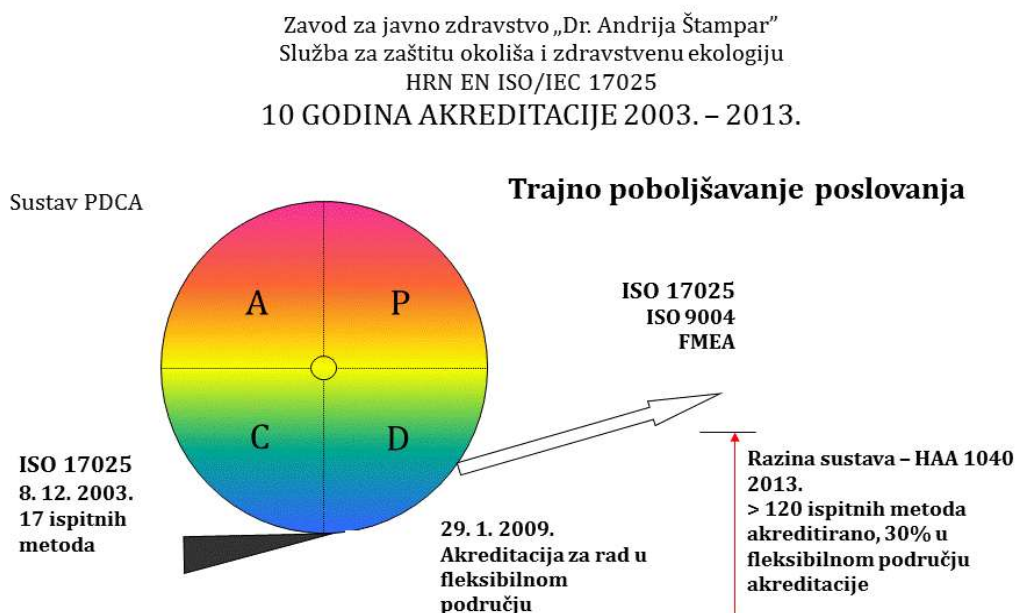 Zavod za javno zdravstvo „Dr. Andrija Štampar”
Služba za zaštitu okoliša i zdravstvenu ekologiju
HRN EN ISO/IEC 17025
10 GODINA AKREDITACIJE 2003. – 2013.
Sustav PDCA
Trajno poboljšavanje poslovanja
A
P
C
D
ISO 17025
ISO 9004
FMEA
ISO 17025
8. 12. 2003.
17 ispitnih
metoda
29. 1. 2009.
Akreditacija za rad u
fleksibilnom
području
Razina sustava – HAA 1040
2013.
> 120 ispitnih metoda
akreditirano, 30% u
fleksibilnom području
akreditacije